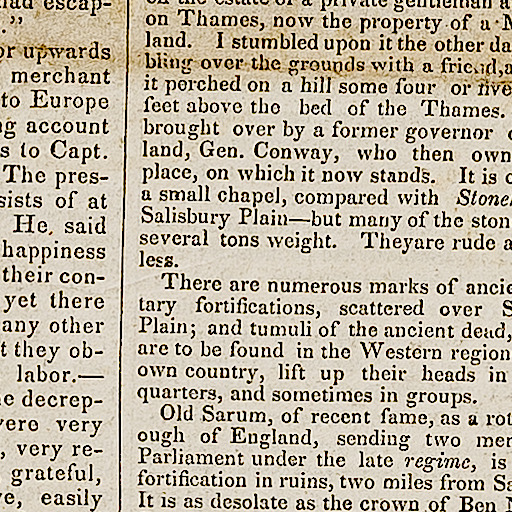 had escap-
."
or upwards
merchant
to Europe
ng account
s to Capt.
The pres-
sists of at
He, said
happiness
their con-
yet there
any other
t they ob-
labor.—
he decrep-
were very
, very re-
grateful,
ve, easily
on the estate of a private gentleman a
on Thames, now the property of a M
land. I stumbled upon it the other da
bling over the grounds with a friend, a
it perched on a hill some four or five
feet above the bed of the Thames.
brought over by a former governor o
land, Gen. Conway, who then own
place, on which it now stands. It is c
a small chapel, compared with Stone
Salisbury Plain—but many of the ston
several tons weight. Theyare rude a
less.
There are numerous marks of ancie
tary fortifications, scattered over S
Plain; and tumuli of the ancient dead,
are to be found in the Western region
own country, lift up their heads in
quarters, and sometimes in groups.
Old Sarum, of recent fame, as a rot
ough of England, sending two mem
Parliament under the late regime, is
fortification in ruins, two miles from Sa
It is as desolate as the crown of Ben N